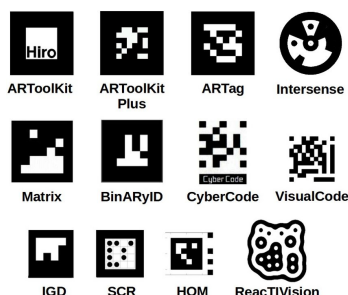 Hiro
ARToolKit
ARToolKit
Plus
ARTag
Intersense
CyberCode
Matrix
BinARyID
CyberCode
VisualCode
IGD
SCR
HOM
ReacTIVision